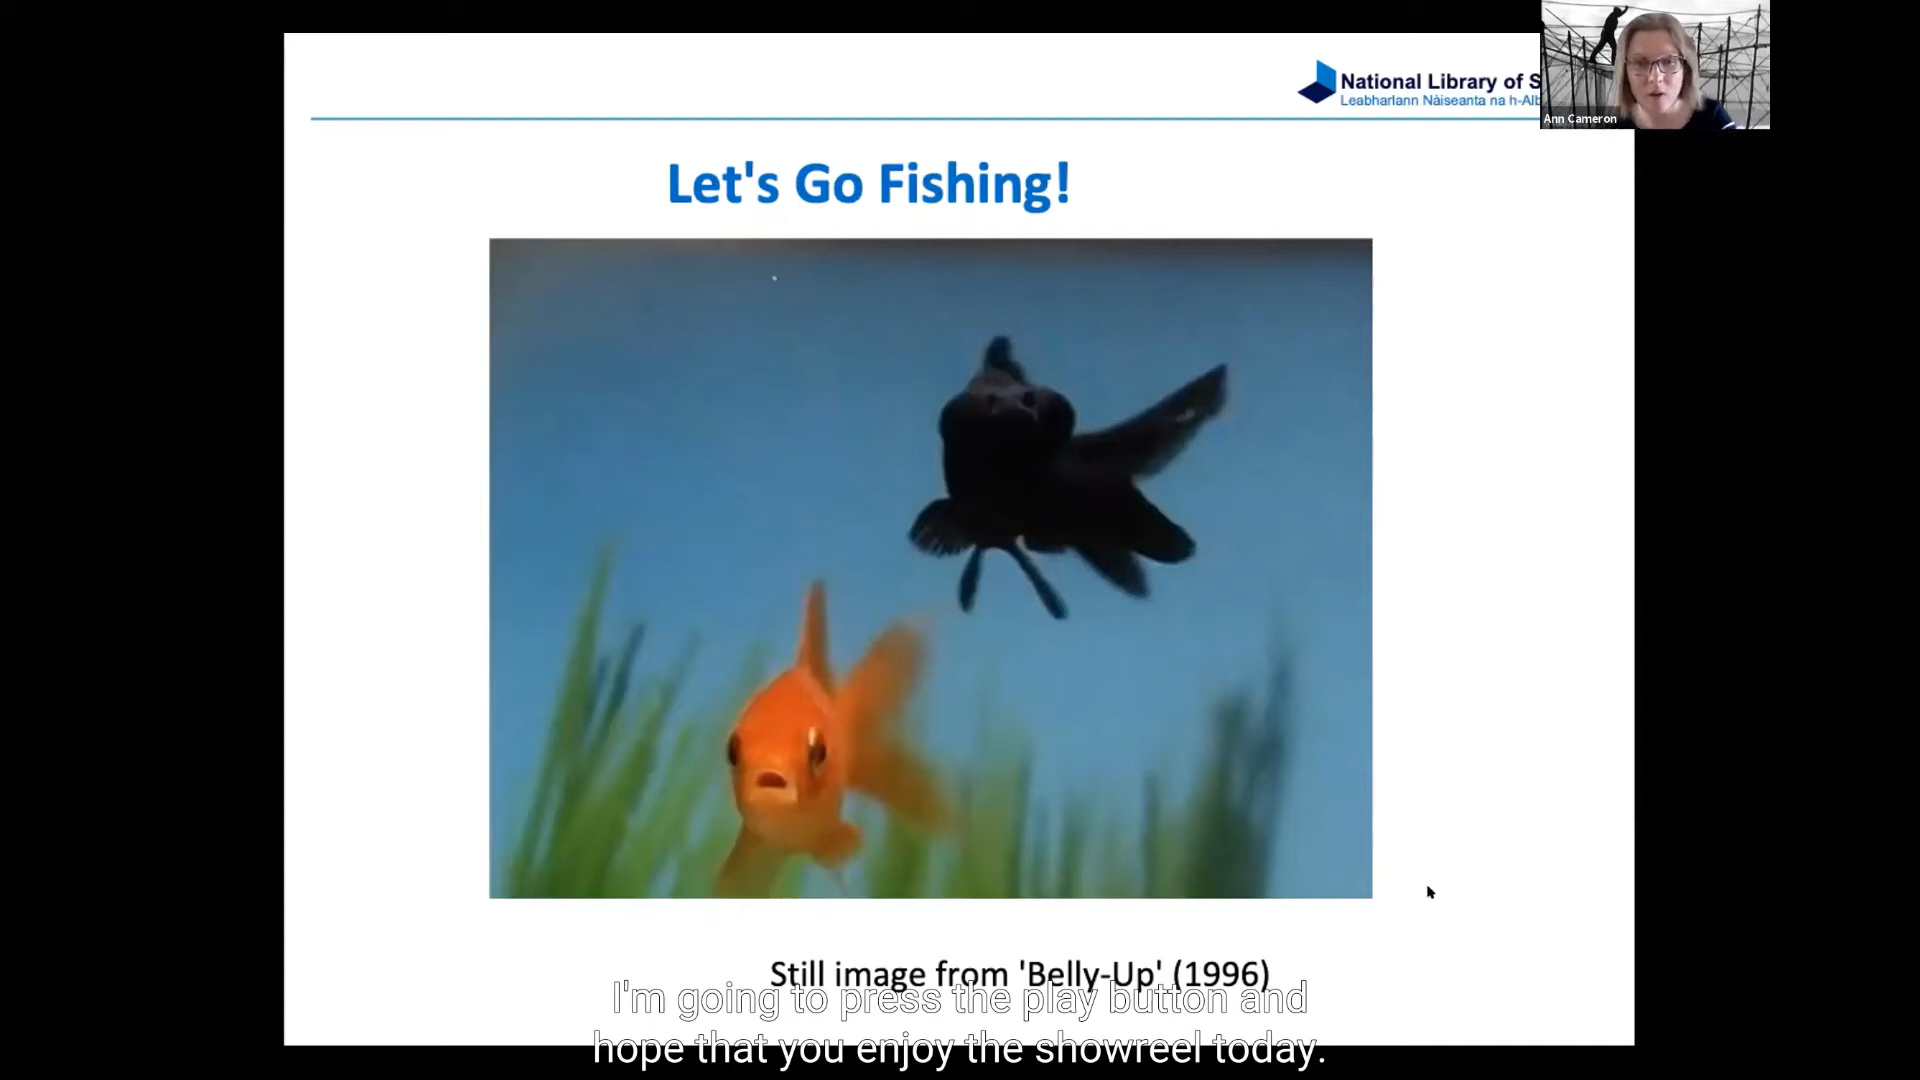 National Library of S
Leabharlann Nàiseanta na h-Alb
Ann Cameron
Let's Go Fishing!
Still image from 'Belly-Up' (1996)
I'm going to press the play button and
hope that you enjoy the showreel today.